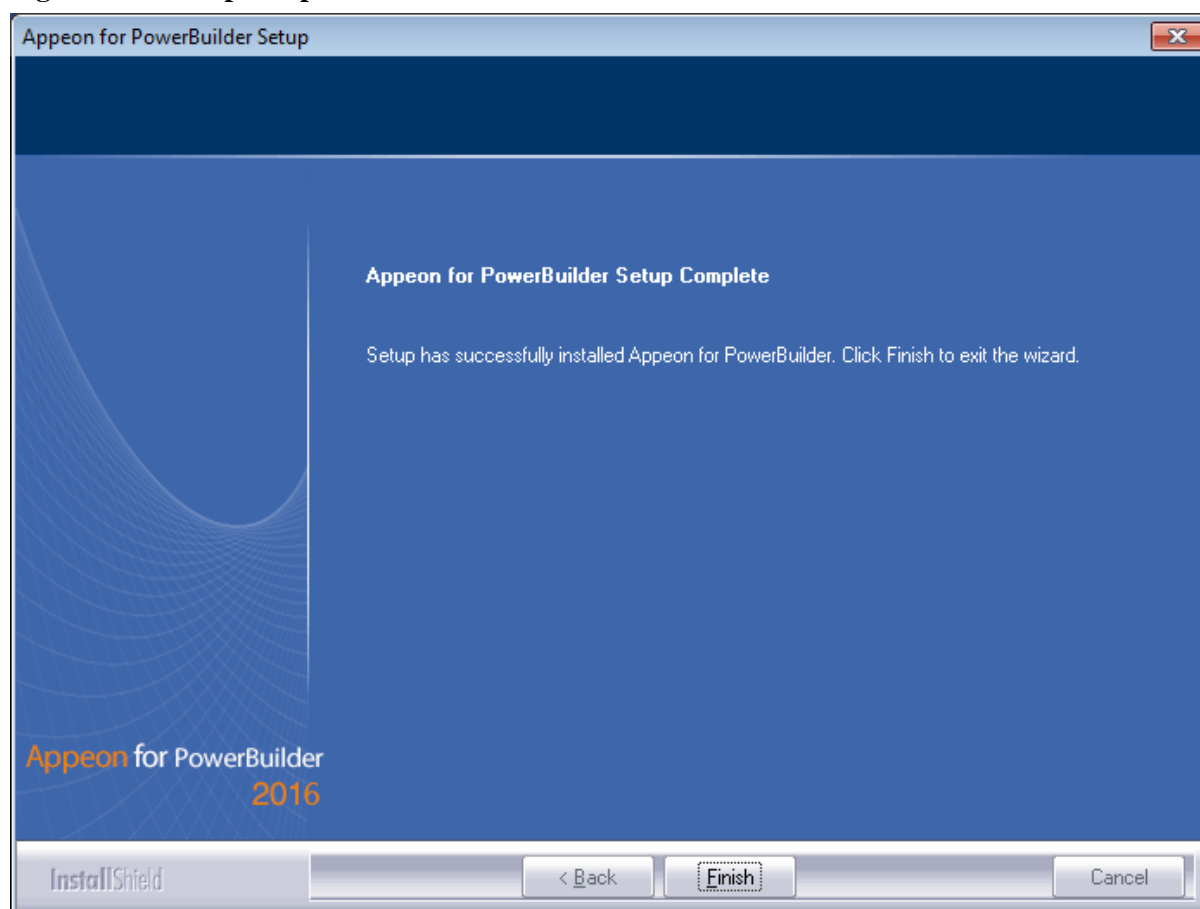 Appeon for PowerBuilder Setup
Appeon for PowerBuilder Setup Complete
Setup has successfully installed Appeon for PowerBuilder. Click Finish to exit the wizard.
Appeon for PowerBuilder
2016
InstallShield
< Back
Finish
Cancel